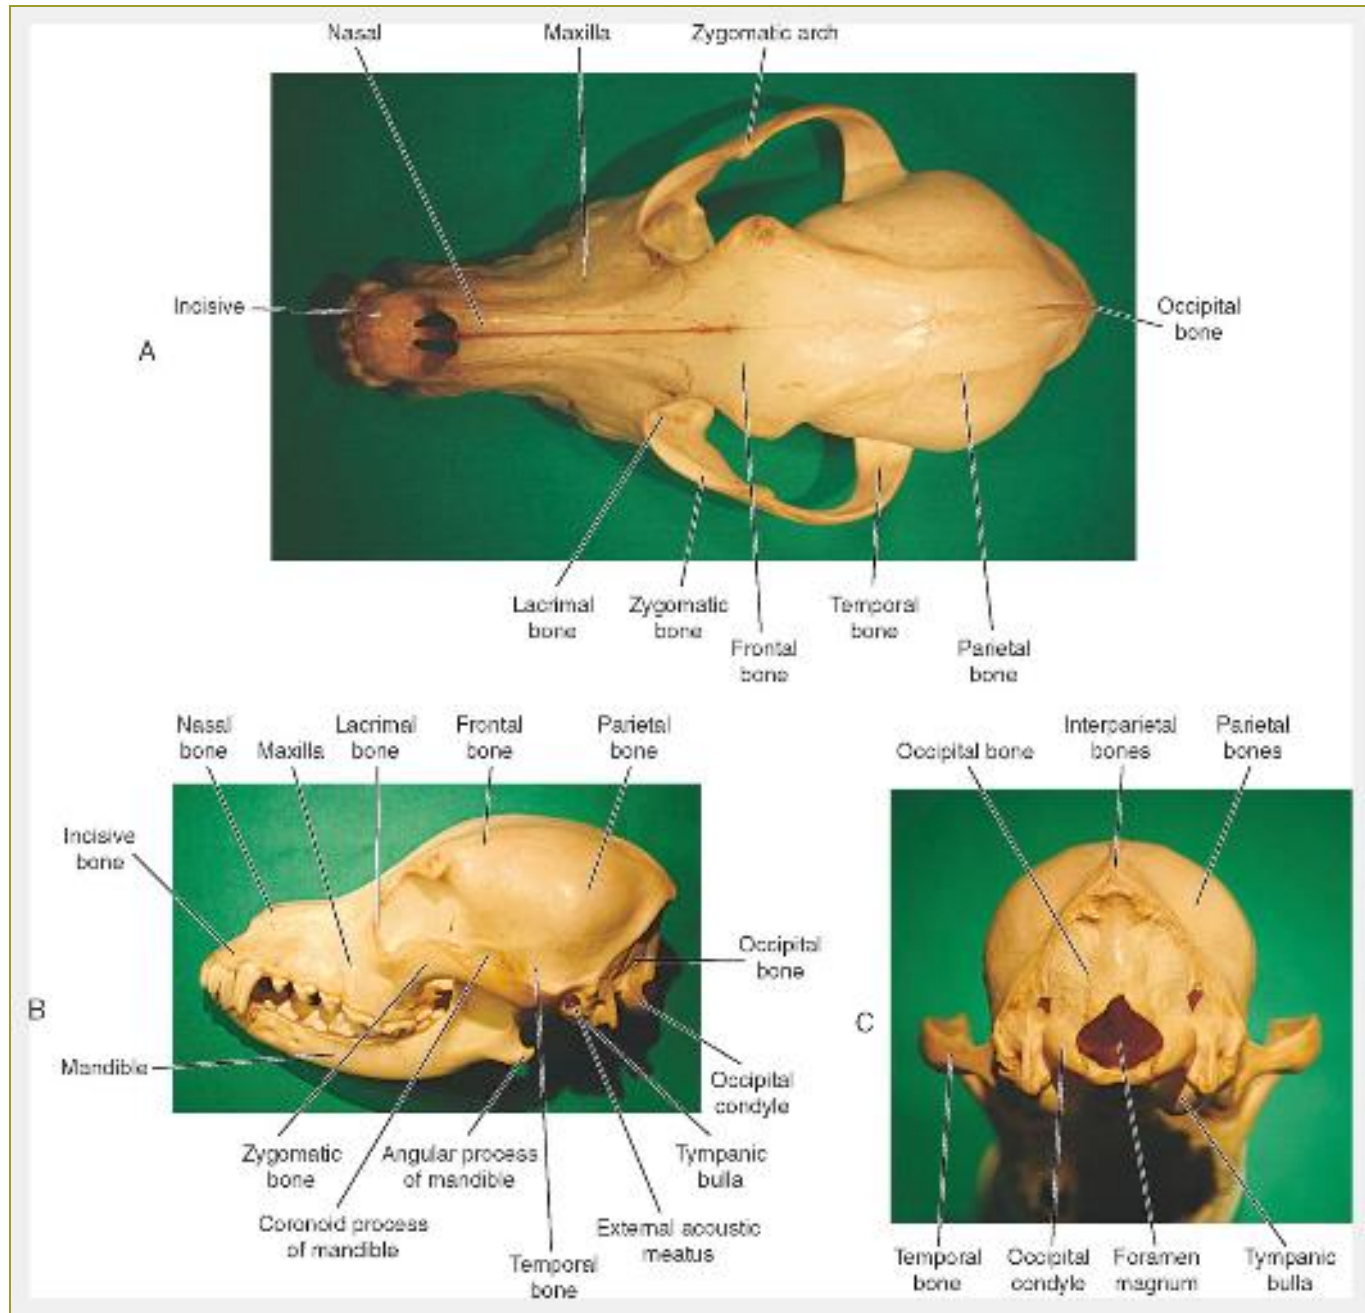 Nasal
Maxilla
Zygomatic arch
Incisive
Occipital
bone
A
Lacrimal
bone
Zygomatic
bone
Frontal
bone
Temporal
bone
Parietal
bone
Nasal
bone
Maxilla
Lacrimal
bone
Frontal
bone
Parietal
bone
Incisive
bone
Occipital
bone
B
Mandible
Occipital
condyle
Zygomatic
bone
Angular process
of mandible
Tympanic
bulla
Coronoid process
of mandible
External acoustic
meatus
Temporal
bone
Occipital bone
Interparietal
bones
Parietal
bones
C
Temporal
bone
Occipital
condyle
Foramen
magnum
Tympanic
bulla